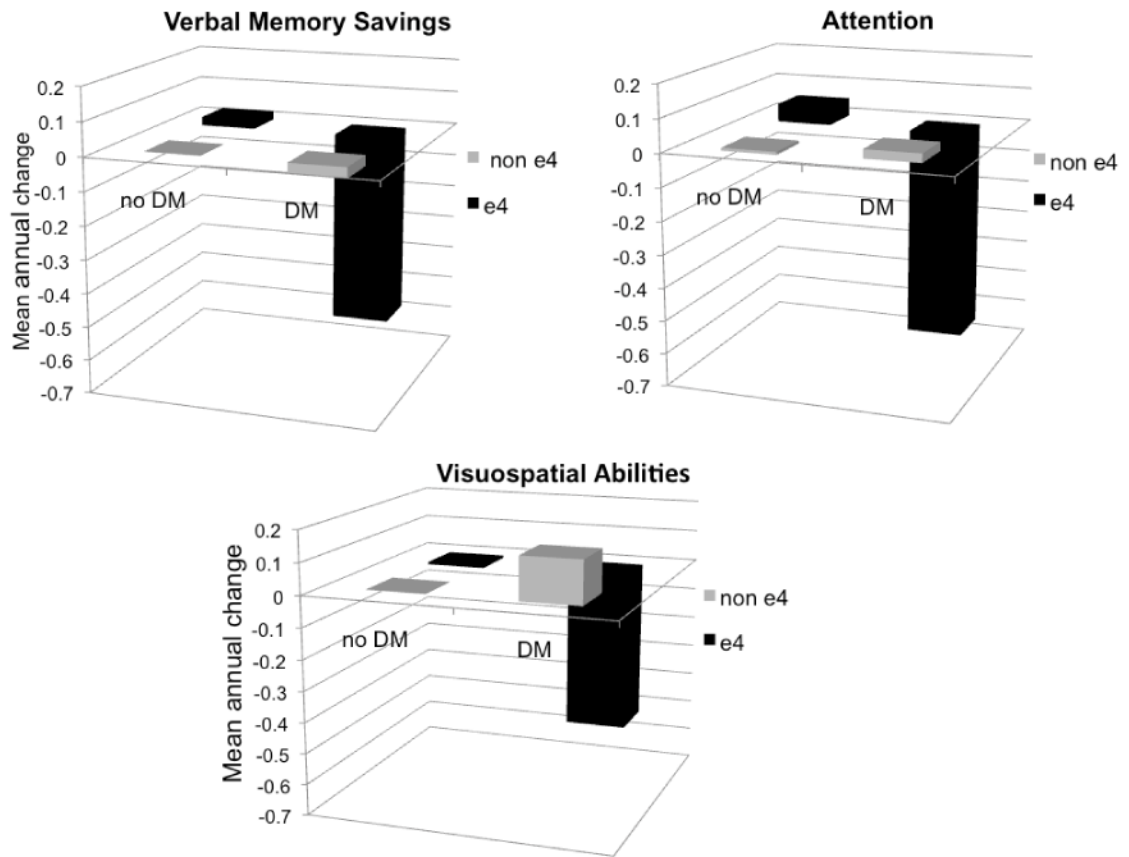 Verbal Memory Savings
Mean annual change
0.2
0.1
0
-0.1
-0.2
-0.3
-0.4
-0.5
-0.6
-0.7
no DM
DM
non e4
e4
Attention
0.2
0.1
0
-0.1
-0.2
-0.3
-0.4
-0.5
-0.6
-0.7
no DM
DM
non e4
e4
Visuospatial Abilities
Mean annual change
0.2
0.1
0
-0.1
-0.2
-0.3
-0.4
-0.5
-0.6
-0.7
no DM
DM
non e4
e4